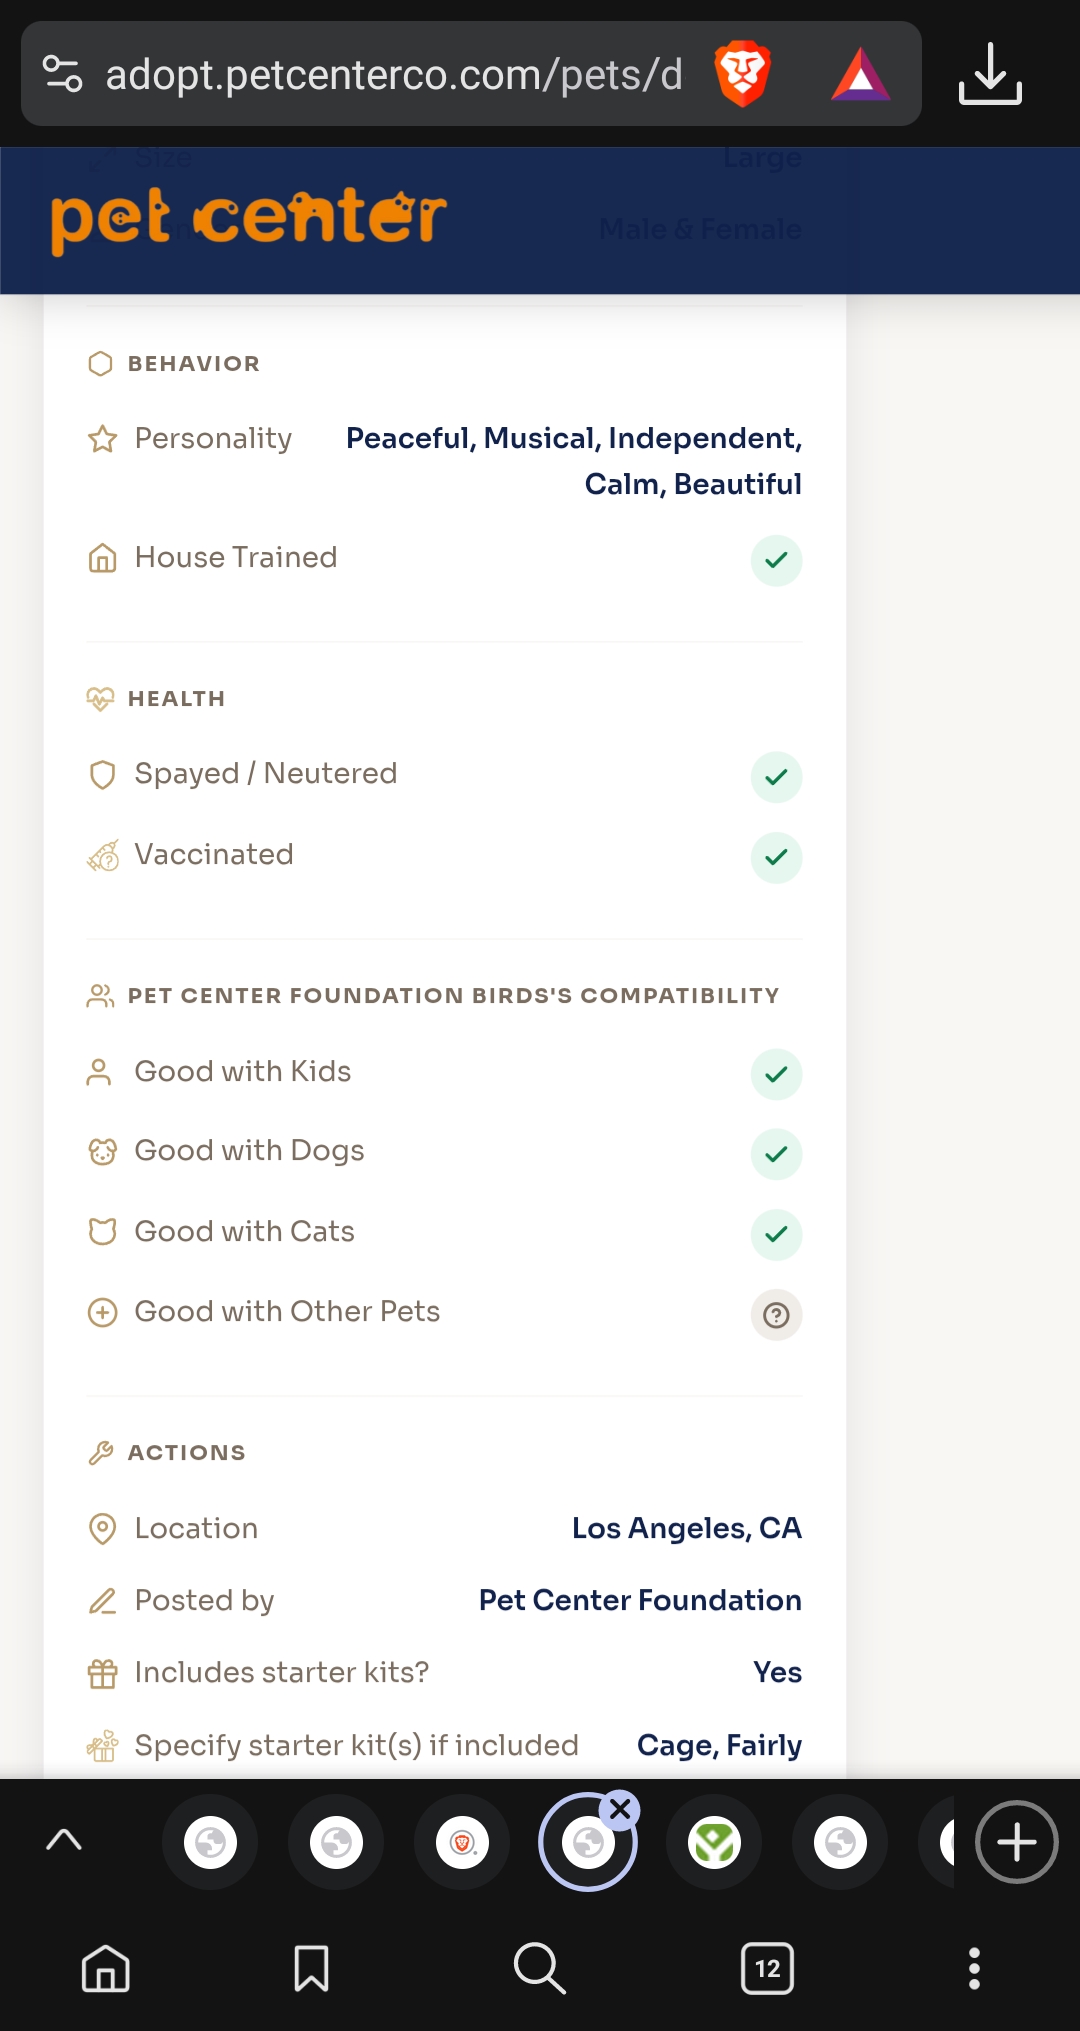 adopt.petcenterco.com/pets/d
Size Large
pet center
Male & Female
BEHAVIOR
Personality Peaceful, Musical, Independent,
Calm, Beautiful
House Trained
HEALTH
Spayed / Neutered
Vaccinated
PET CENTER FOUNDATION BIRDS'S COMPATIBILITY
Good with Kids
Good with Dogs
Good with Cats
Good with Other Pets
ACTIONS
Location Los Angeles, CA
Posted by Pet Center Foundation
Includes starter kits? Yes
Specify starter kit(s) if included Cage, Fairly
12